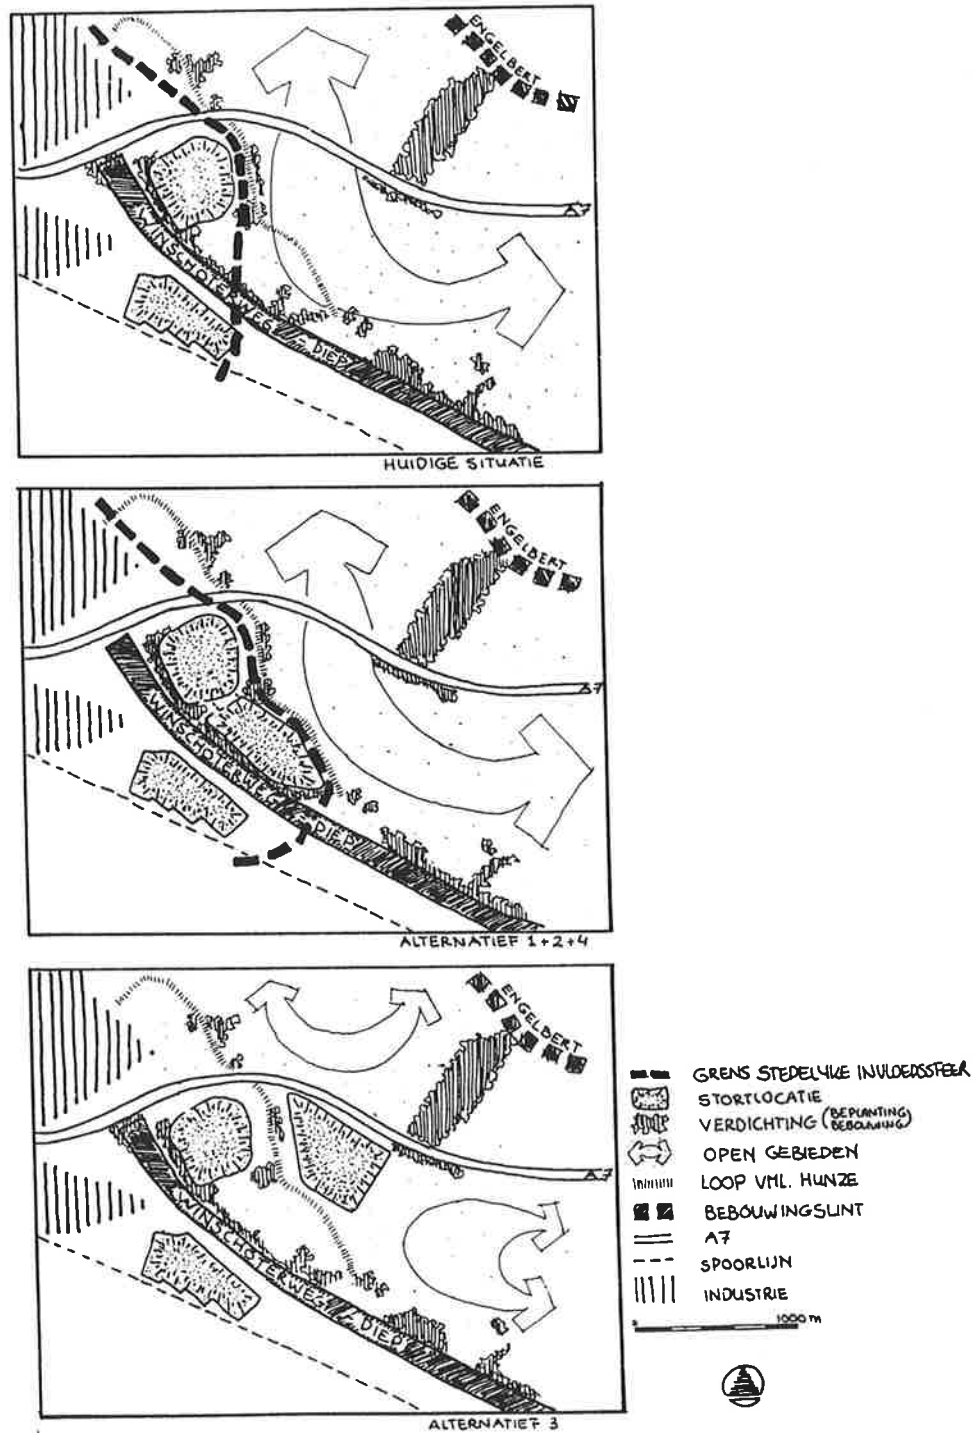 ENGELBERT
A7
WINSCHOTERWEG
DIEP
HUIDIGE SITUATIE
ENGELBERT
A7
WINSCHOTERWEG
DIEP
ALTERNATIEF 1+2+4
ENGELBERT
A7
WINSCHOTERWEG
DIEP
ALTERNATIEF 3
GRENS STEDELIJKE INVLOEDSSFEER
STORTLOCATIE
VERDICHTING (BEPLANTING
BEBOUWING)
OPEN GEBIEDEN
LOOP VML. HUNZE
BEBOUWINGSLINT
A7
SPOORLIJN
INDUSTRIE
0 1000 m